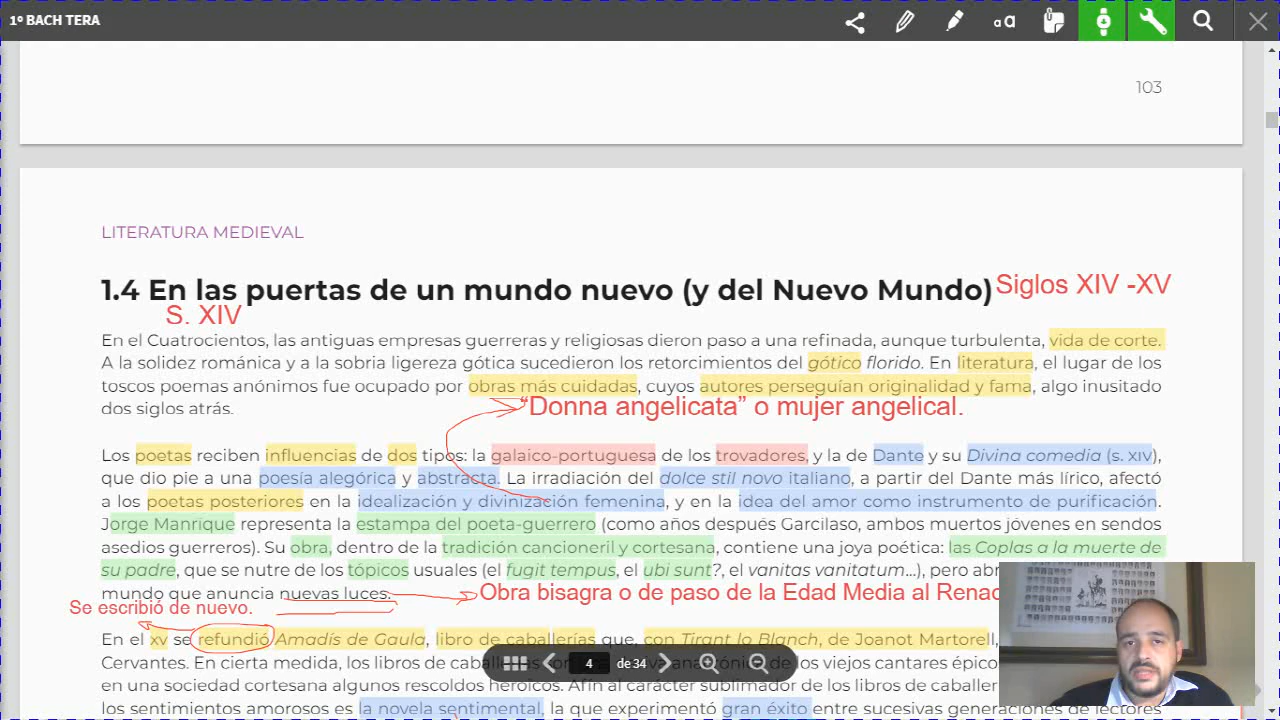 1º BACH TERA
aA
103
LITERATURA MEDIEVAL
1.4 En las puertas de un mundo nuevo (y del Nuevo Mundo) Siglos XIV -XV
S. XIV
En el Cuatrocientos, las antiguas empresas guerreras y religiosas dieron paso a una refinada, aunque turbulenta, vida de corte.
A la solidez románica y a la sobria ligereza gótica sucedieron los retorcimientos del gótico florido. En literatura, el lugar de los
toscos poemas anónimos fue ocupado por obras más cuidadas, cuyos autores perseguían originalidad y fama, algo inusitado
dos siglos atrás.
“Donna angelicata” o mujer angelical.
Los poetas reciben influencias de dos tipos: la galaico-portuguesa de los trovadores, y la de Dante y su Divina comedia (s. XIV),
que dio pie a una poesía alegórica y abstracta. La irradiación del dolce stil novo italiano, a partir del Dante más lírico, afectó
a los poetas posteriores en la idealización y divinización femenina, y en la idea del amor como instrumento de purificación.
Jorge Manrique representa la estampa del poeta-guerrero (como años después Garcilaso, ambos muertos jóvenes en sendos
asedios guerreros). Su obra, dentro de la tradición cancioneril y cortesana, contiene una joya poética: las Coplas a la muerte de
su padre, que se nutre de los tópicos usuales (el fugit tempus, el ubi sunt?, el vanitas vanitatum...), pero abr
mundo que anuncia nuevas luces. Obra bisagra o de paso de la Edad Media al Renac
Se escribió de nuevo.
En el xv se refundió Amadís de Gaula, libro de caballerías que, con Tirant lo Blanch, de Joanot Martorell,
Cervantes. En cierta medida, los libros de caba los viejos cantares épico
en una sociedad cortesana algunos rescoldos heroicos. Afín al carácter sublimador de los libros de caballer
los sentimientos amorosos es la novela sentimental, la que experimentó gran éxito entre sucesivas generaciones de lectores
4 de 34